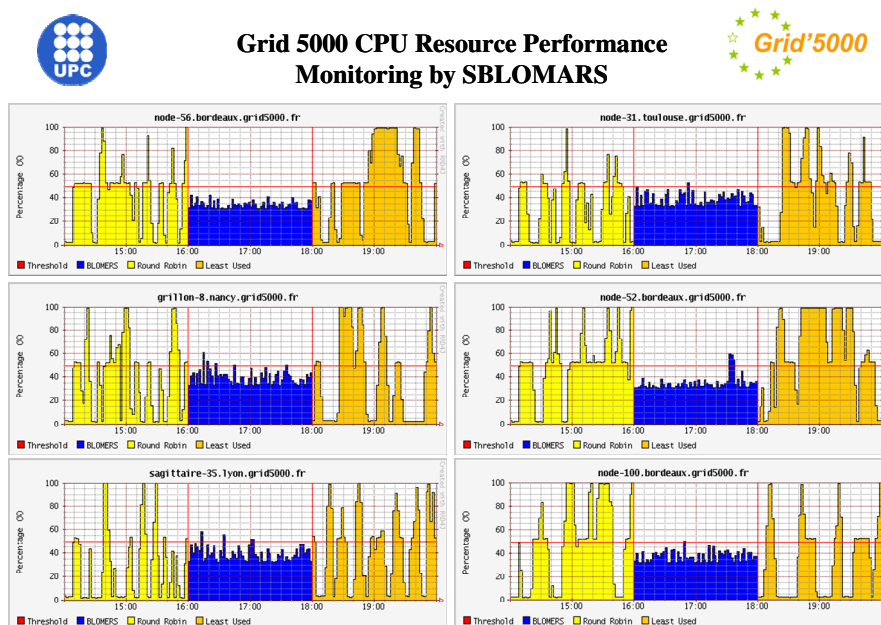 UPC
Grid 5000 CPU Resource Performance
Monitoring by SBLOMARS
Grid'5000
node-56.bordeaux.grid5000.fr
Percentage (%)
100
80
60
40
20
0
15:00 16:00 17:00 18:00 19:00
Threshold BLOMERS Round Robin Least Used
node-31.toulouse.grid5000.fr
Percentage (%)
100
80
60
40
20
0
15:00 16:00 17:00 18:00 19:00
Threshold BLOMERS Round Robin Least Used
grillon-8.nancy.grid5000.fr
Percentage (%)
100
80
60
40
20
0
15:00 16:00 17:00 18:00 19:00
Threshold BLOMERS Round Robin Least Used
node-52.bordeaux.grid5000.fr
Percentage (%)
100
80
60
40
20
0
15:00 16:00 17:00 18:00 19:00
Threshold BLOMERS Round Robin Least Used
sagittaire-35.lyon.grid5000.fr
Percentage (%)
100
80
60
40
20
0
15:00 16:00 17:00 18:00 19:00
Threshold BLOMERS Round Robin Least Used
node-100.bordeaux.grid5000.fr
Percentage (%)
100
80
60
40
20
0
15:00 16:00 17:00 18:00 19:00
Threshold BLOMERS Round Robin Least Used